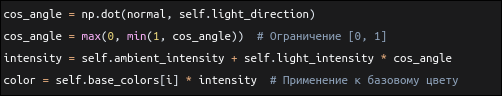 cos_angle = np.dot(normal, self.light_direction)
cos_angle = max(0, min(1, cos_angle))  # Ограничение [0, 1]
intensity = self.ambient_intensity + self.light_intensity * cos_angle
color = self.base_colors[i] * intensity  # Применение к базовому цвету